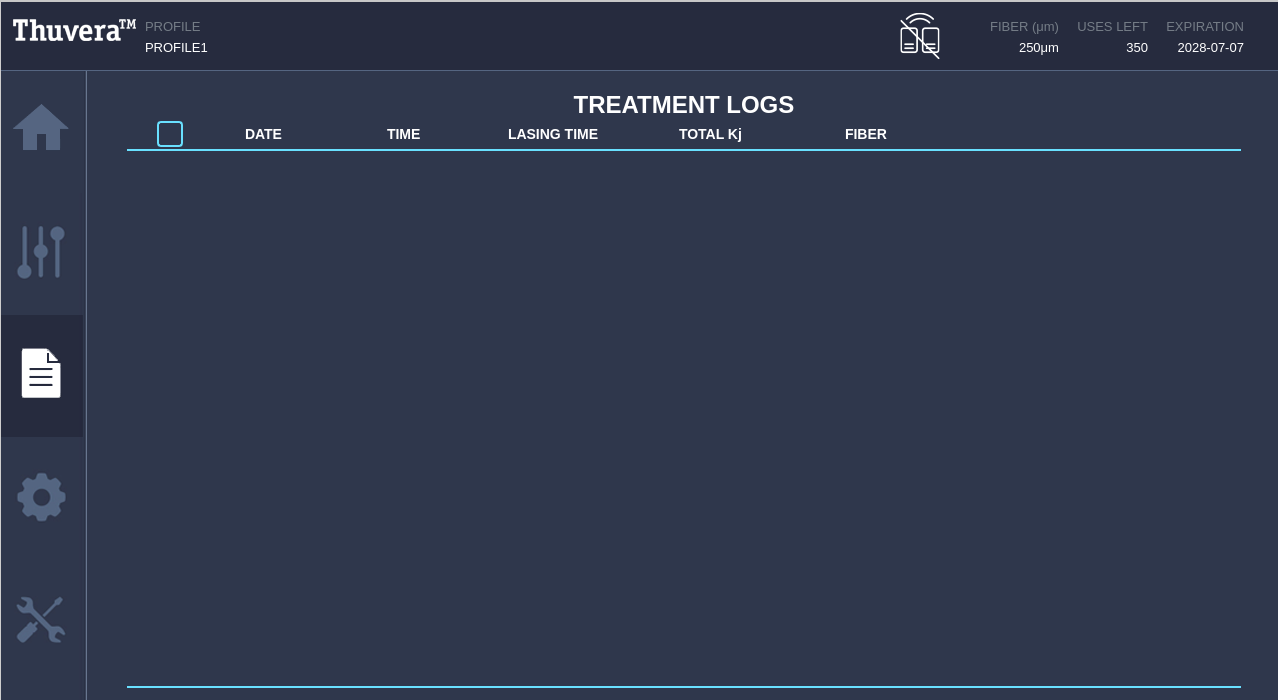 Thuvera™
PROFILE
PROFILE1
FIBER (μm) USES LEFT EXPIRATION
250μm 350 2028-07-07
TREATMENT LOGS
DATE TIME LASING TIME TOTAL Kj FIBER